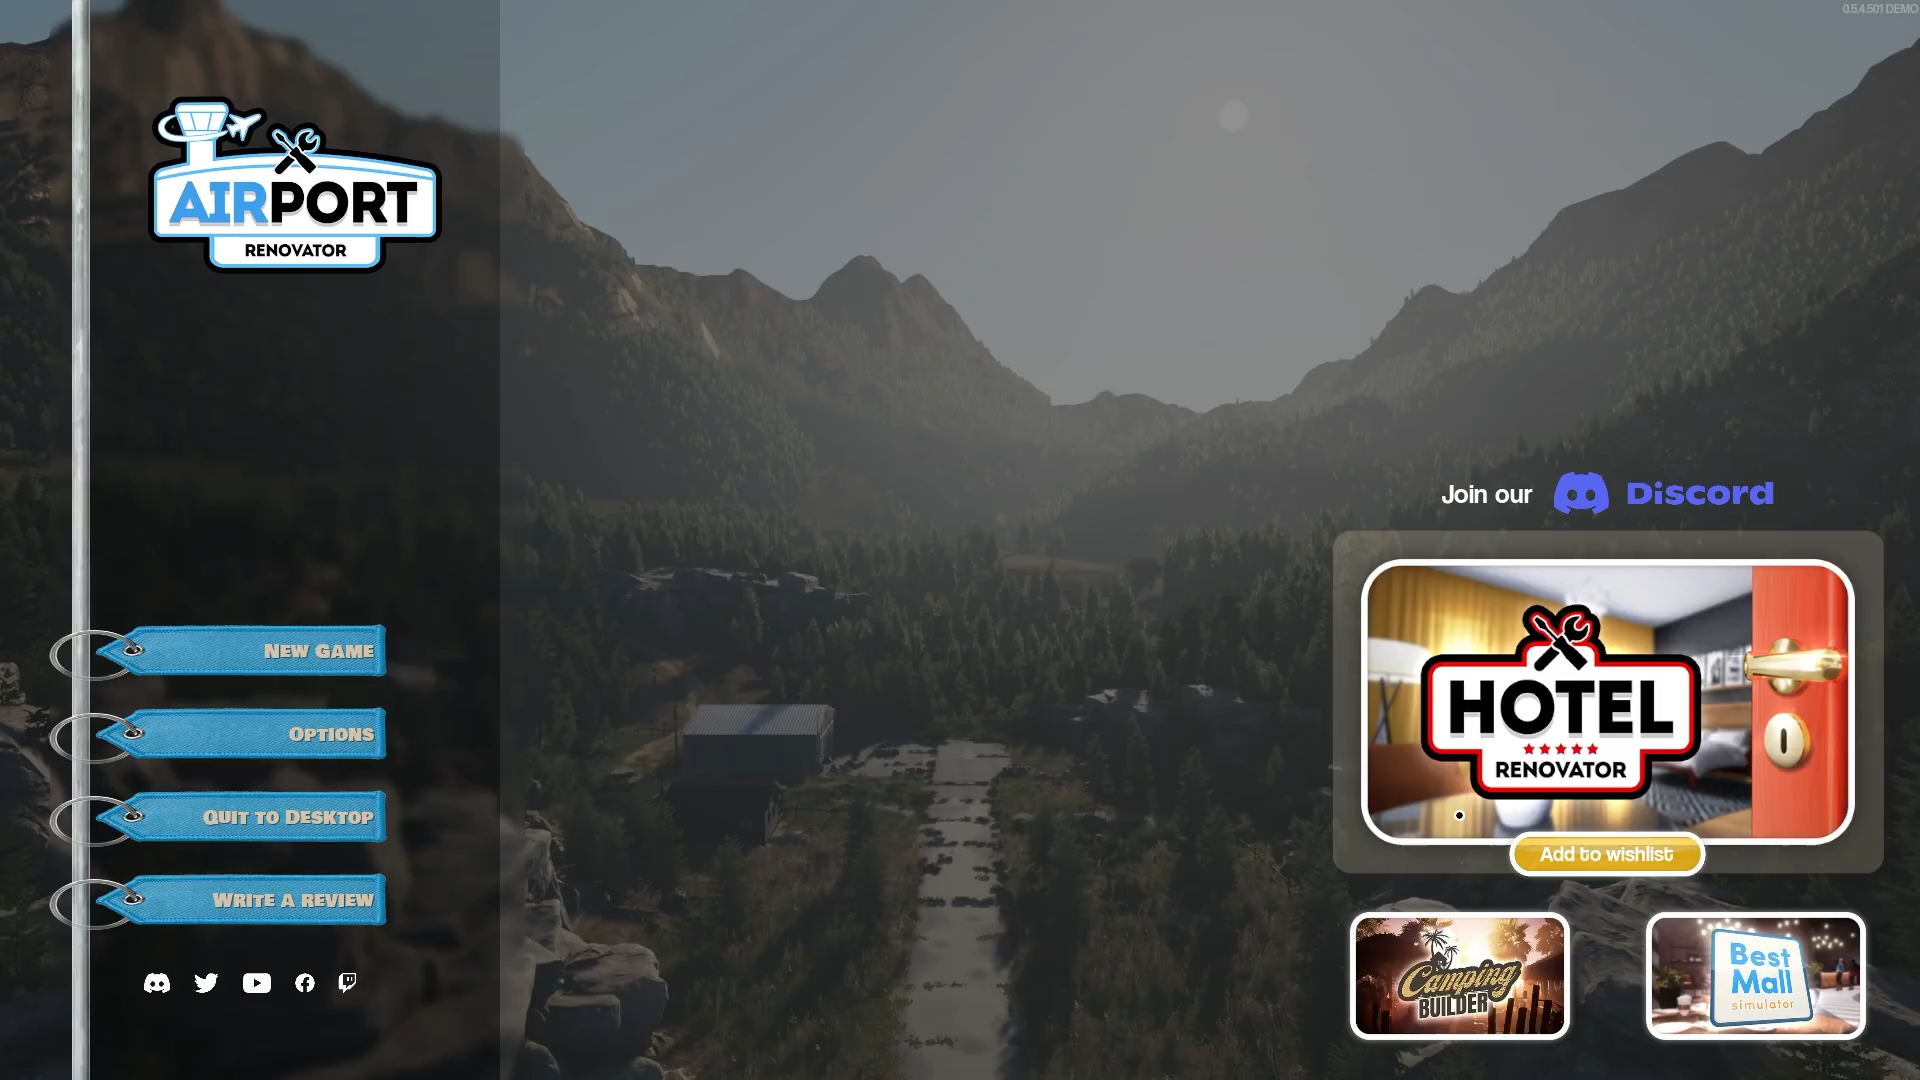 0.5.4.501 DEMO
AIRPORT
RENOVATOR
NEW GAME
OPTIONS
QUIT TO DESKTOP
WRITE A REVIEW
Join our Discord
HOTEL
RENOVATOR
Add to wishlist
Camping
BUILDER
Best
Mall
simulator